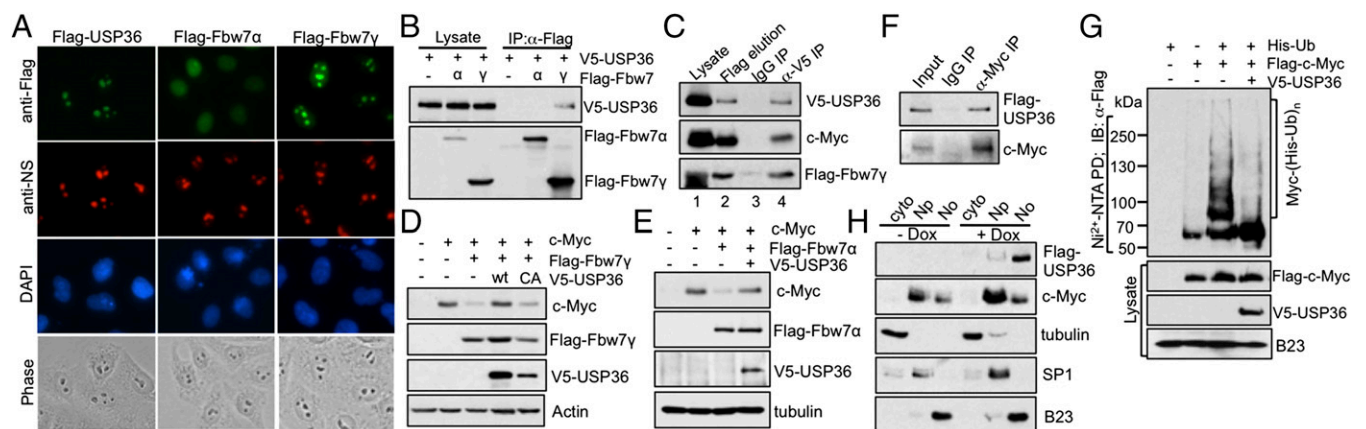 A
Flag-USP36 Flag-Fbw7α Flag-Fbw7γ
anti-Flag
anti-NS
DAPI
Phase
B
Lysate IP:α-Flag
+ + + + + + V5-USP36
- α γ - α γ Flag-Fbw7
V5-USP36
Flag-Fbw7α
Flag-Fbw7γ
C
Lysate
Flag elution
IgG IP
α-V5 IP
V5-USP36
c-Myc
Flag-Fbw7γ
1 2 3 4
D
- + + + + c-Myc
- - + + + Flag-Fbw7γ
- - - wt CA V5-USP36
c-Myc
Flag-Fbw7γ
V5-USP36
Actin
E
- + + + c-Myc
- - + + Flag-Fbw7α
- - - + V5-USP36
c-Myc
Flag-Fbw7α
V5-USP36
tubulin
F
Input
IgG IP
α-Myc IP
Flag-
USP36
c-Myc
H
cyto Np No cyto Np No
- Dox + Dox
Flag-
USP36
c-Myc
tubulin
SP1
B23
G
+ - + + His-Ub
- + + + Flag-c-Myc
- - - + V5-USP36
kDa
250
130
100
70
50
Ni2+-NTA PD; IB: α-Flag
Myc-(His-Ub)n
Lysate
Flag-c-Myc
V5-USP36
B23